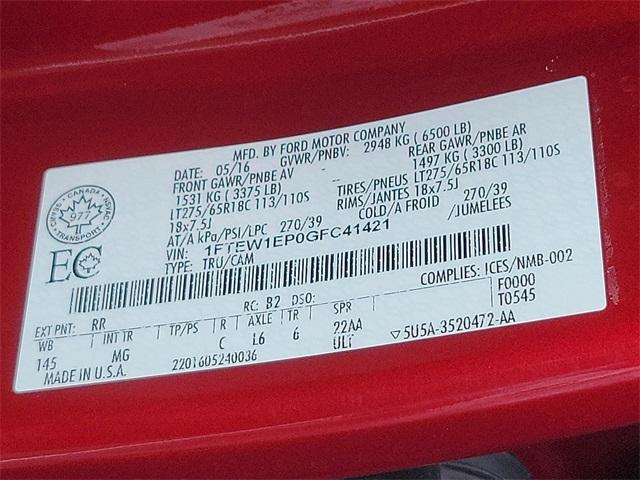 MFD. BY FORD MOTOR COMPANY
DATE: 05/16 GVWR/PNBV: 2948 KG ( 6500 LB)
FRONT GAWR/PNBE AV -- REAR GAWR/PNBE AR
1531 KG ( 3375 LB) 1497 KG ( 3300 LB)
LT275/65R18C 113/110S TIRES/PNEUS LT275/65R18C 113/110S
18x7.5J RIMS/JANTES 18x7.5J
AT/A kPa/PSI/LPC 270/39 COLD/A FROID 270/39
VIN: 1FTEW1EP0GFC41421 /JUMELEES
TYPE: TRU/CAM
CANADA
977
TRANSPORT
EC
COMPLIES: ICES/NMB-002
RC: B2 DSO: F0000
EXT PNT: RR T0545
WB INT TR TP/PS R AXLE TR SPR
145 MG C L6 6 22AA
ULT ▽5U5A-3520472-AA
MADE IN U.S.A. 2201605240036